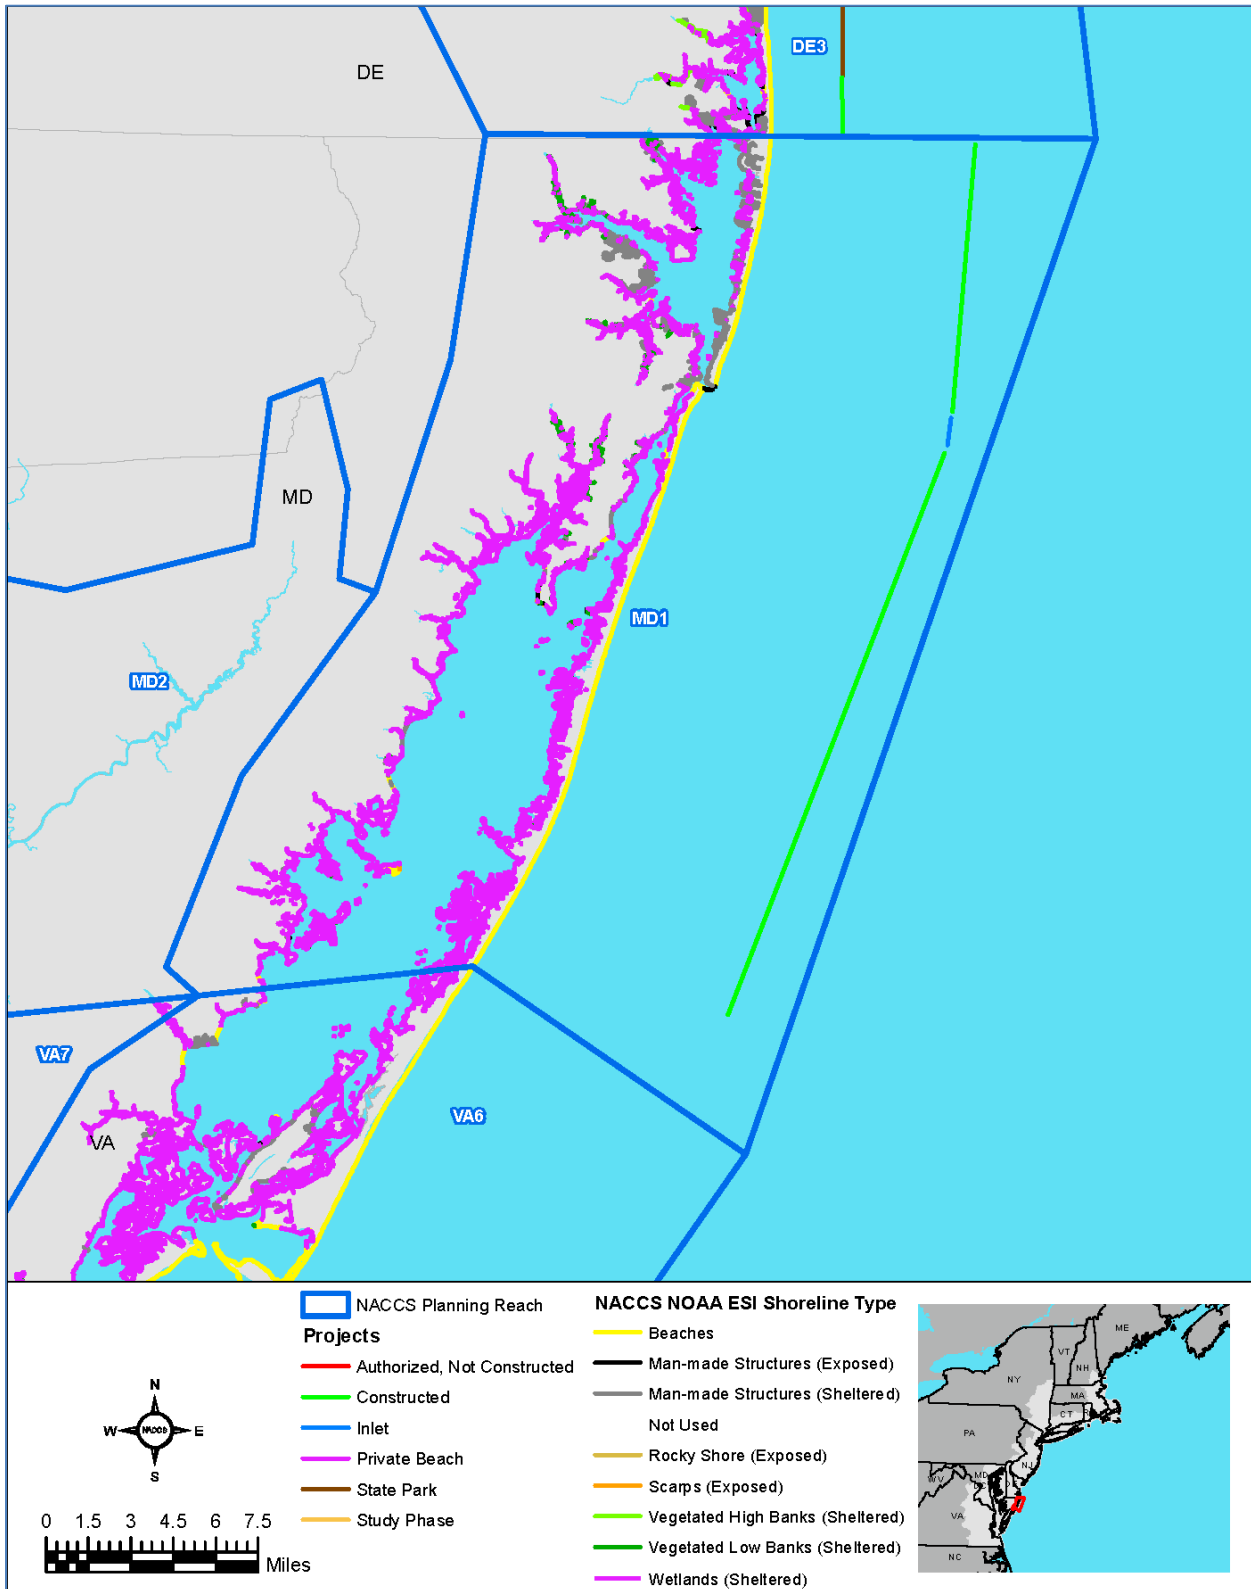 DE3
DE
MD
MD1
MD2
VA7
VA6
VA
NACCS Planning Reach
Projects
Authorized, Not Constructed
Constructed
Inlet
Private Beach
State Park
Study Phase
NACCS NOAA ESI Shoreline Type
Beaches
Man-made Structures (Exposed)
Man-made Structures (Sheltered)
Not Used
Rocky Shore (Exposed)
Scarps (Exposed)
Vegetated High Banks (Sheltered)
Vegetated Low Banks (Sheltered)
Wetlands (Sheltered)
N
W NACCS E
S
0 1.5 3 4.5 6 7.5
Miles
ME
VT
NH
NY
MA
CT
PA
NJ
MD
WV
VA
NC